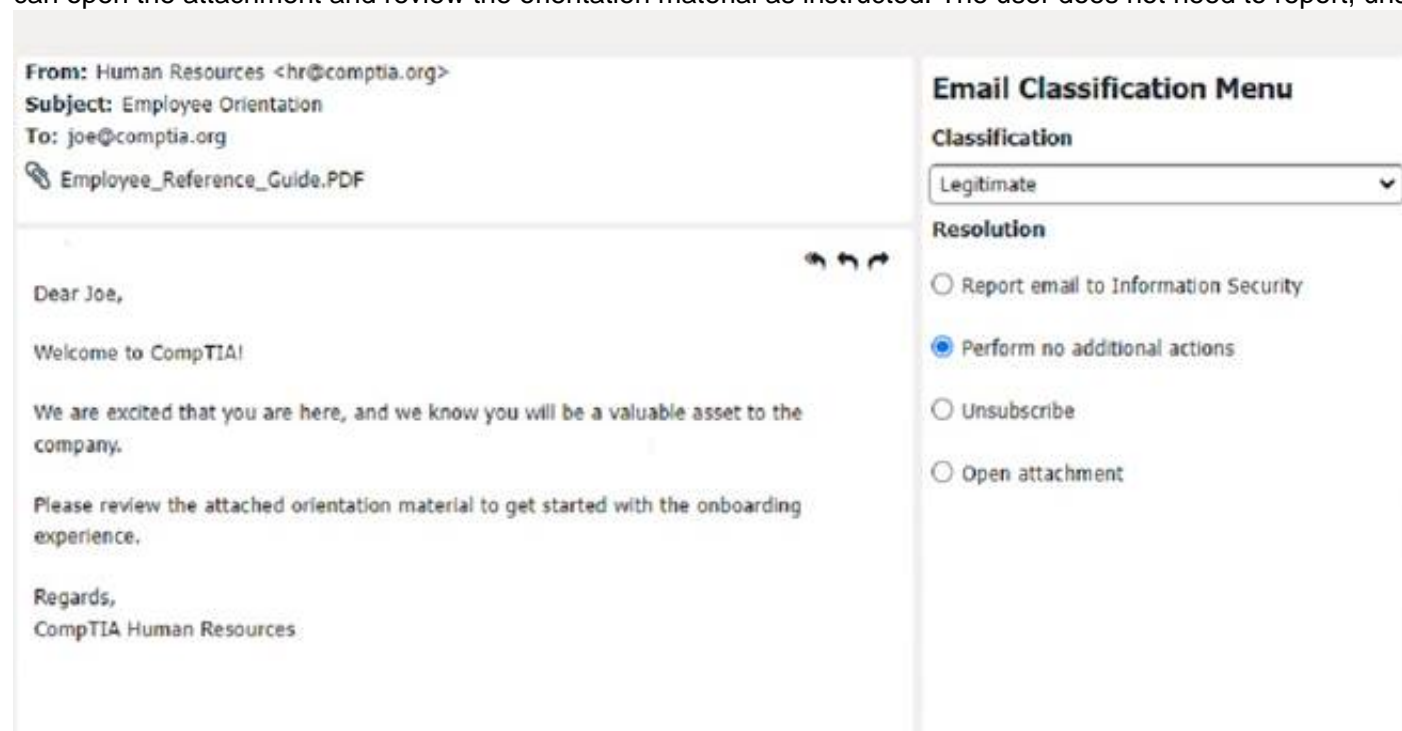 can open the attachment and review the orientation material as instructed. The user does not need to report,
From: Human Resources <hr@comptia.org>
Subject: Employee Orientation
To: joe@comptia.org
Employee_Reference_Guide.PDF
Dear Joe,
Welcome to CompTIA!
We are excited that you are here, and we know you will be a valuable asset to the
company.
Please review the attached orientation material to get started with the onboarding
experience.
Regards,
CompTIA Human Resources
Email Classification Menu
Classification
Legitimate
Resolution
Report email to Information Security
Perform no additional actions
Unsubscribe
Open attachment